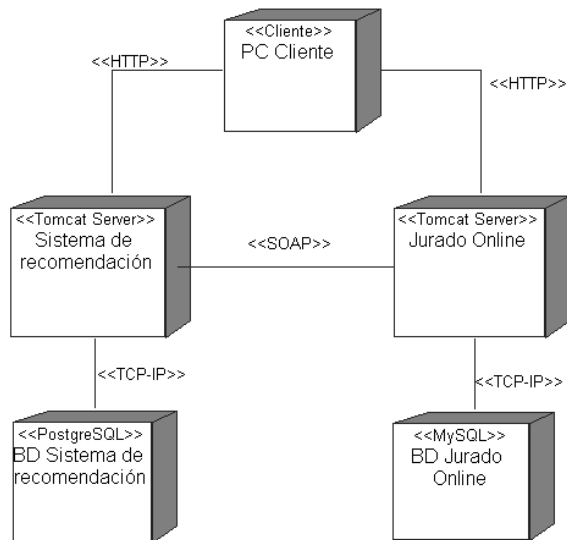 <<Cliente>>
PC Cliente
<<HTTP>>
<<HTTP>>
<<Tomcat Server>>
Sistema de
recomendación
<<SOAP>>
<<Tomcat Server>>
Jurado Online
<<TCP-IP>>
<<TCP-IP>>
<<PostgreSQL>>
BD Sistema de
recomendación
<<MySQL>>
BD Jurado
Online